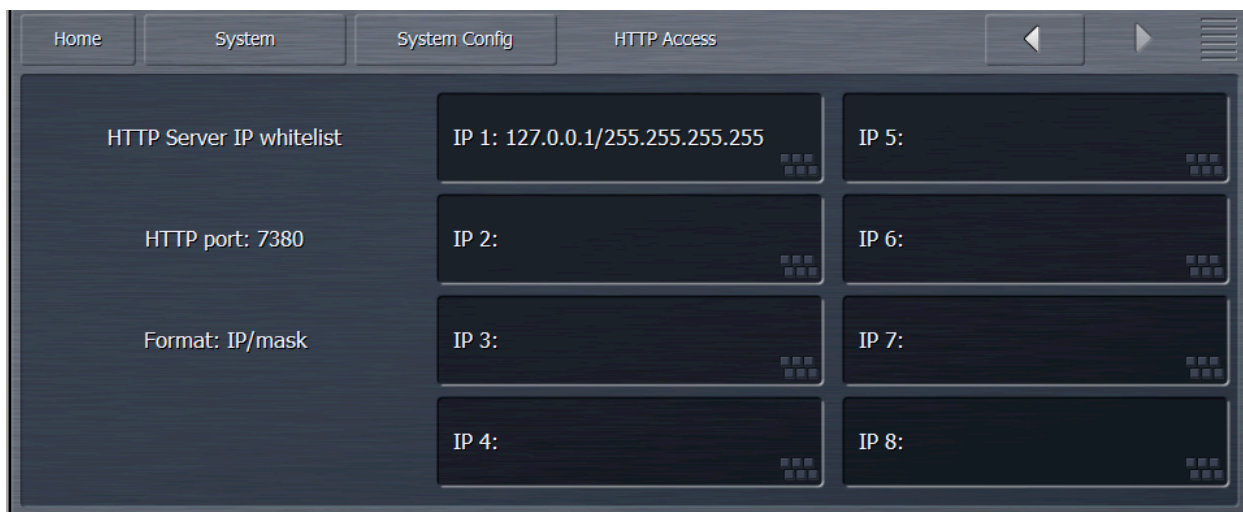 Home System System Config HTTP Access
HTTP Server IP whitelist
HTTP port: 7380
Format: IP/mask
IP 1: 127.0.0.1/255.255.255.255
IP 2:
IP 3:
IP 4:
IP 5:
IP 6:
IP 7:
IP 8: